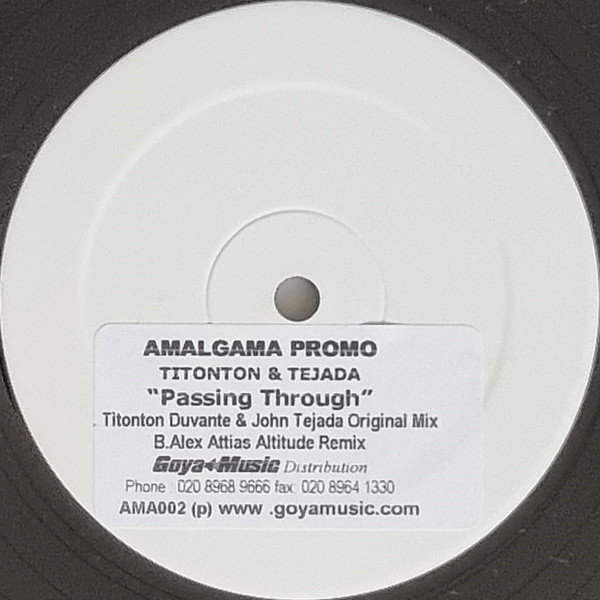 AMALGAMA PROMO
TITONTON & TEJADA
"Passing Through"
. Titonton Duvante & John Tejada Original Mix
B.Alex Attias Altitude Remix
Goya Music Distribution
Phone : 020 8968 9666 fax: 020 8964 1330
AMA002 (p) www .goyamusic.com